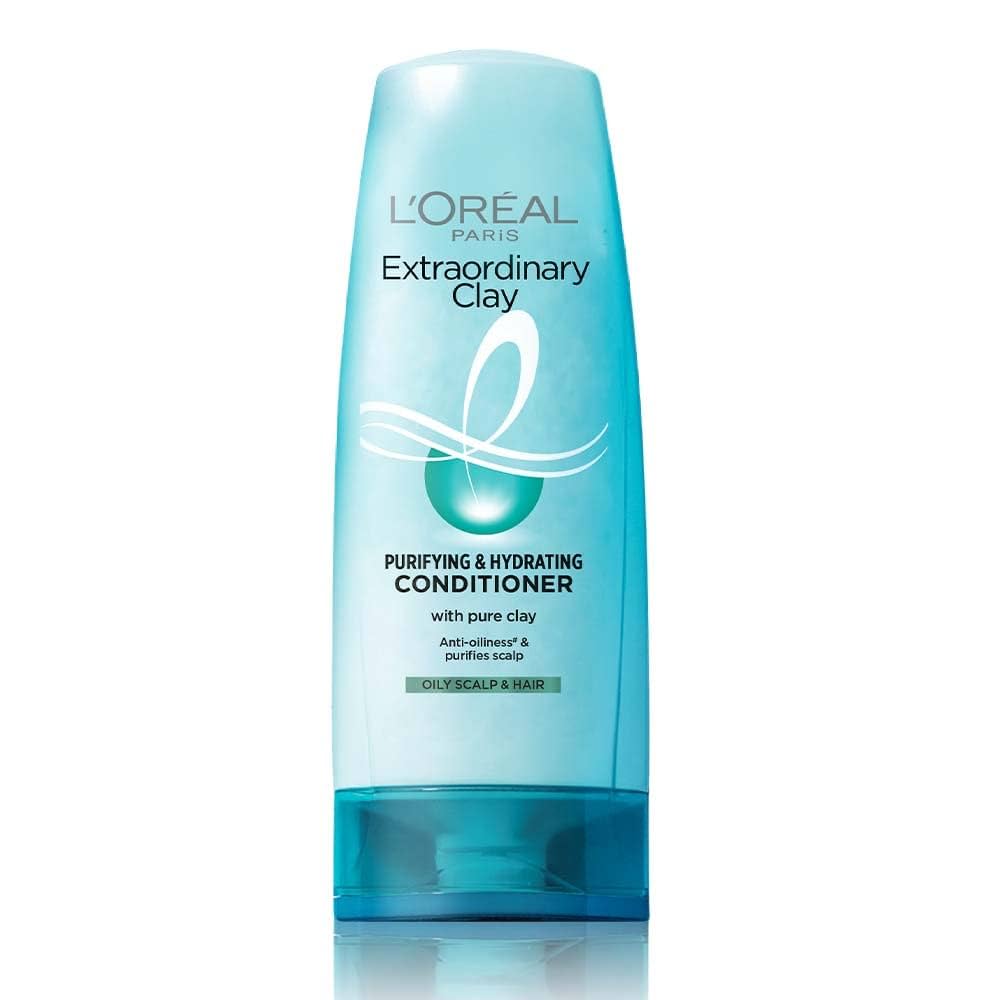 L'ORÉAL
PARiS
Extraordinary
Clay
PURIFYING & HYDRATING
CONDITIONER
with pure clay
Anti-oiliness# &
purifies scalp
OILY SCALP & HAIR